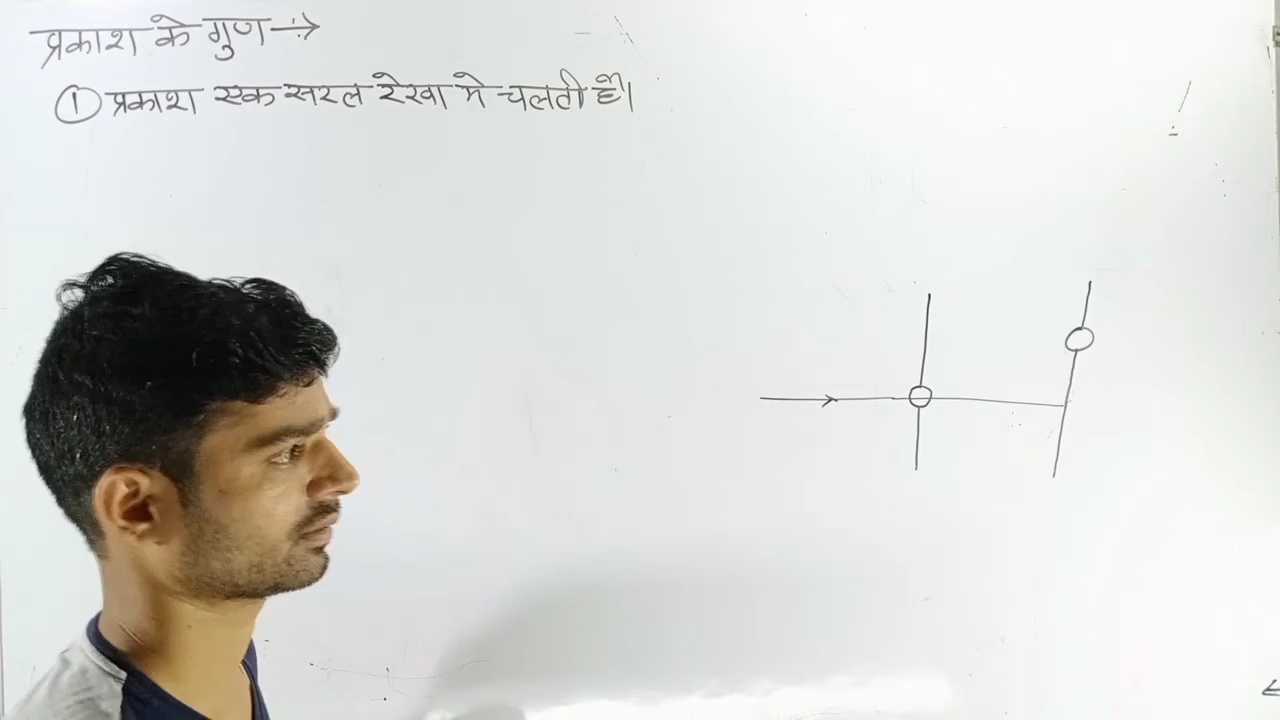 प्रकाश के गुण →
① प्रकाश एक सरल रेखा मे चलती है।